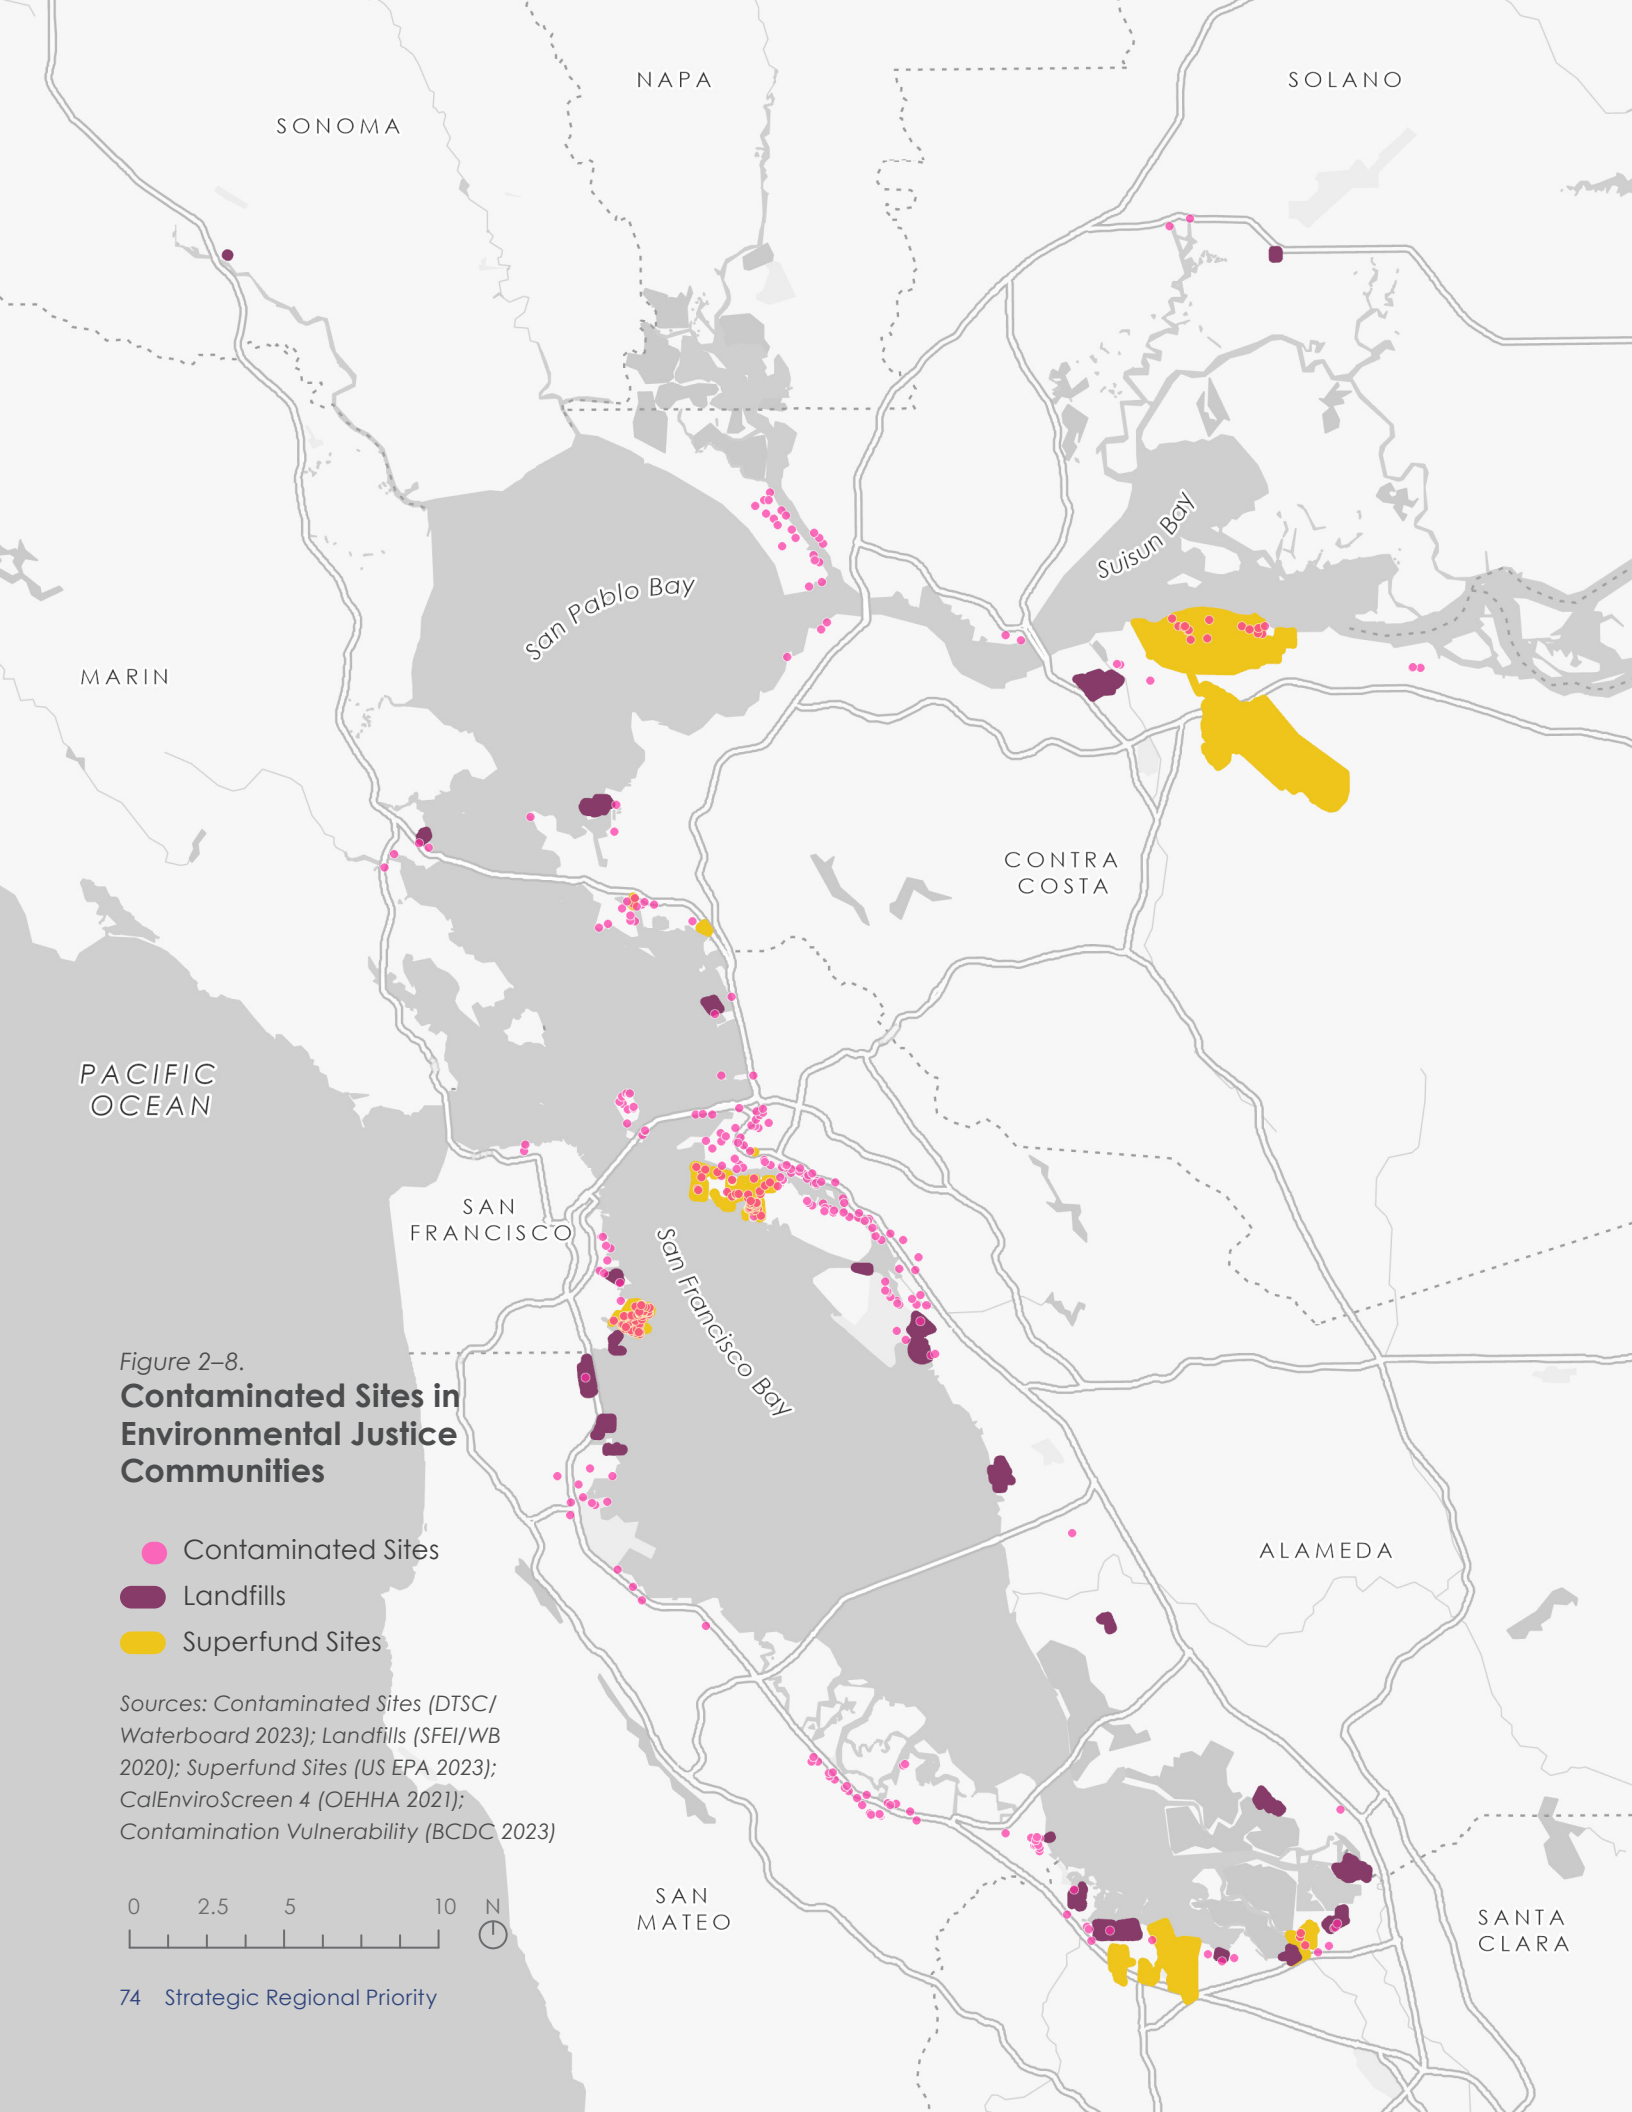 NAPA
SOLANO
SONOMA
Suisun Bay
San Pablo Bay
MARIN
CONTRA
COSTA
PACIFIC
OCEAN
SAN
FRANCISCO
San Francisco Bay
Figure 2–8.
Contaminated Sites in
Environmental Justice
Communities
Contaminated Sites
Landfills
Superfund Sites
ALAMEDA
Sources: Contaminated Sites (DTSC/
Waterboard 2023); Landfills (SFEI/WB
2020); Superfund Sites (US EPA 2023);
CalEnviroScreen 4 (OEHHA 2021);
Contamination Vulnerability (BCDC 2023)
SAN
MATEO
SANTA
CLARA
0 2.5 5 10 N
74 Strategic Regional Priority